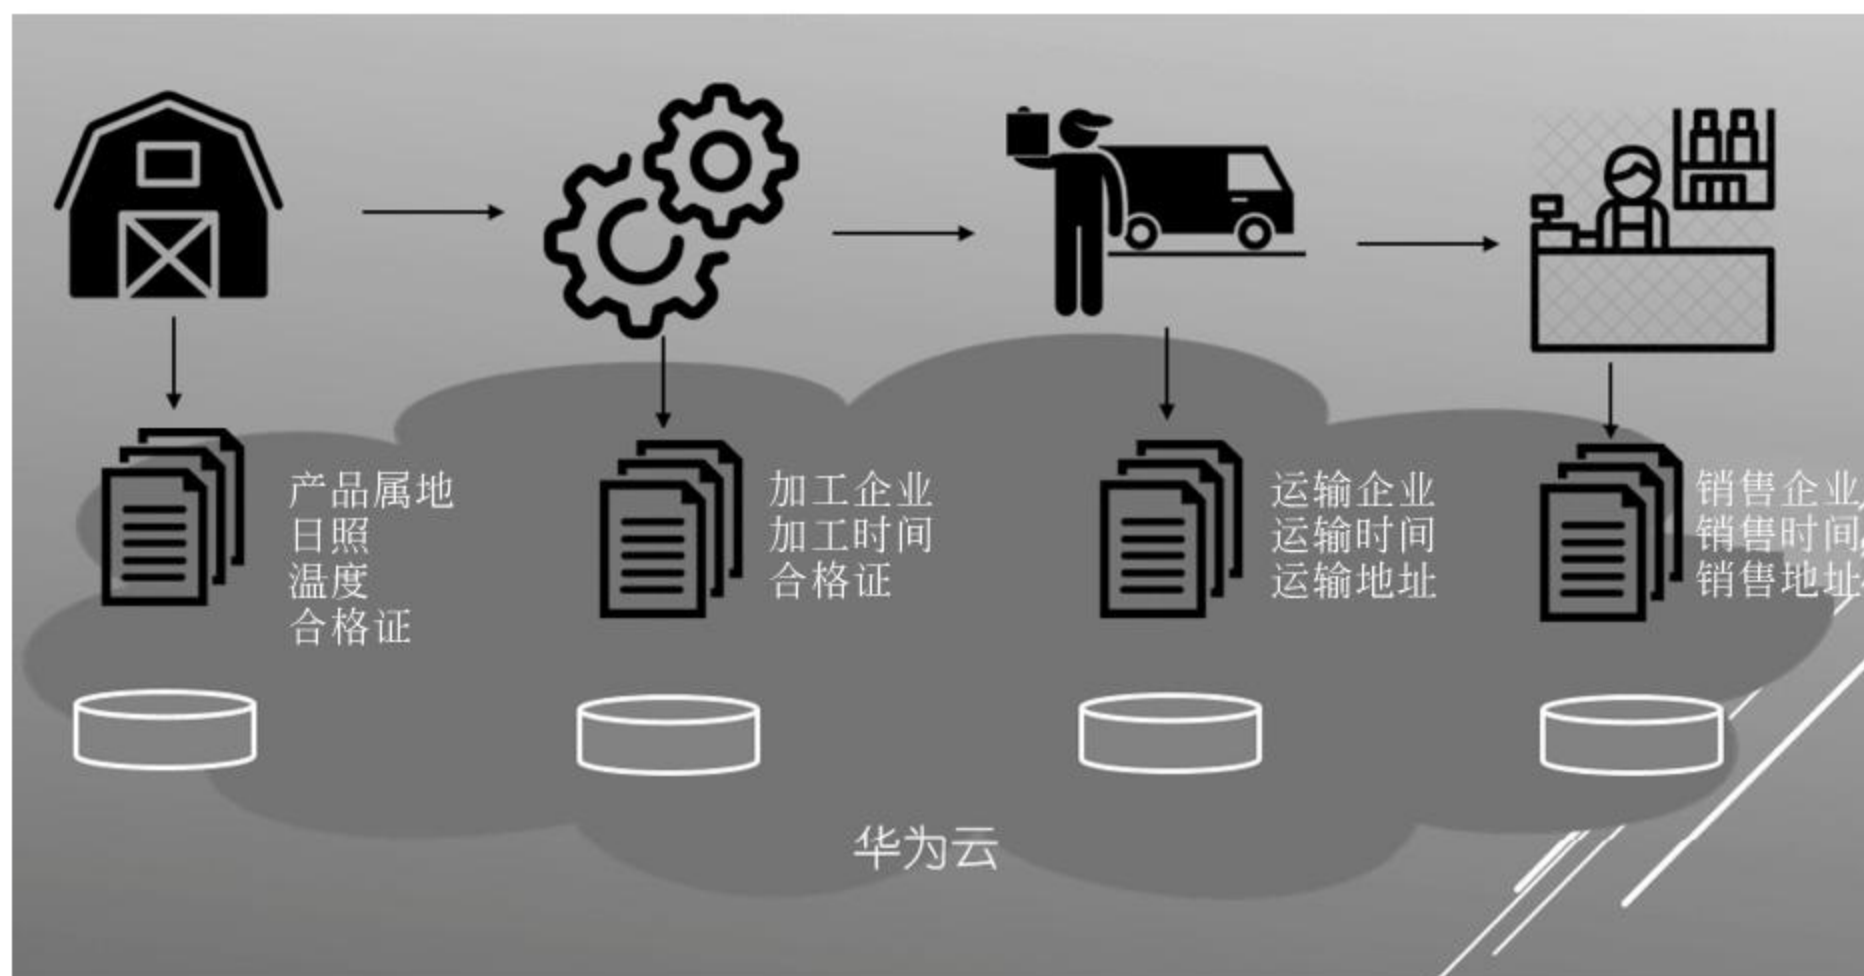 产品属地
日照
温度
合格证
加工企业
加工时间
合格证
运输企业
运输时间
运输地址
销售企业
销售时间
销售地址
华为云